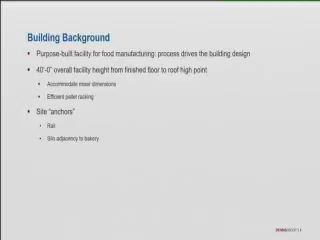 Building Background
• Purpose-built facility for food manufacturing: process drives the building design
• 40'-0" overall facility height from finished floor to roof high point
• Accommodate mixer dimensions
• Efficient pallet racking
• Site "anchors"
• Rail
• Silo adjacency to bakery